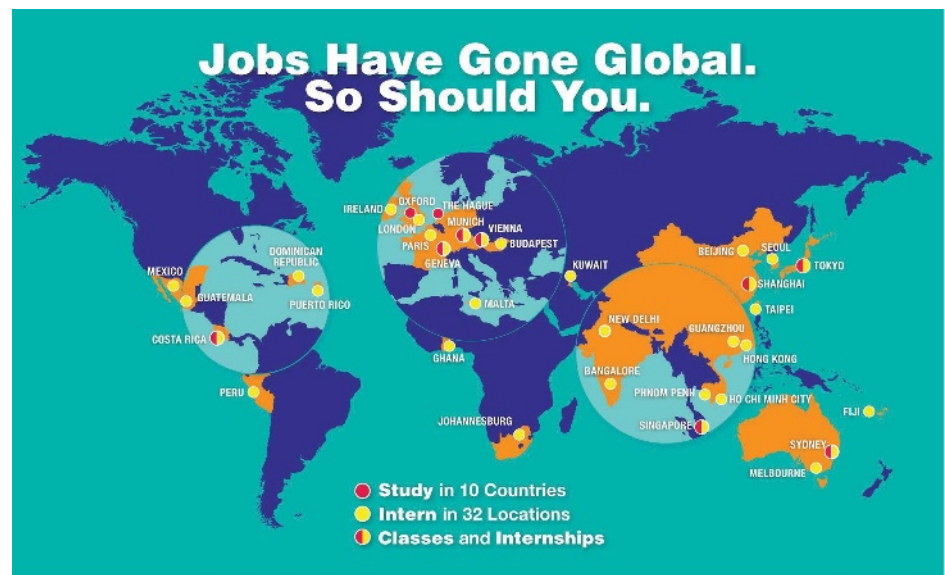 Jobs Have Gone Global.
So Should You.
IRELAND
OXFORD
THE HAGUE
LONDON
MUNICH
VIENNA
PARIS
BUDAPEST
GENEVA
MALTA
DOMINICAN
REPUBLIC
MEXICO
GUATEMALA
PUERTO RICO
COSTA RICA
PERU
GHANA
JOHANNESBURG
KUWAIT
BEIJING
SEOUL
TOKYO
SHANGHAI
TAIPEI
NEW DELHI
GUANGZHOU
HONG KONG
BANGALORE
PHNOM PENH
HO CHI MINH CITY
SINGAPORE
FIJI
SYDNEY
MELBOURNE
Study in 10 Countries
Intern in 32 Locations
Classes and Internships